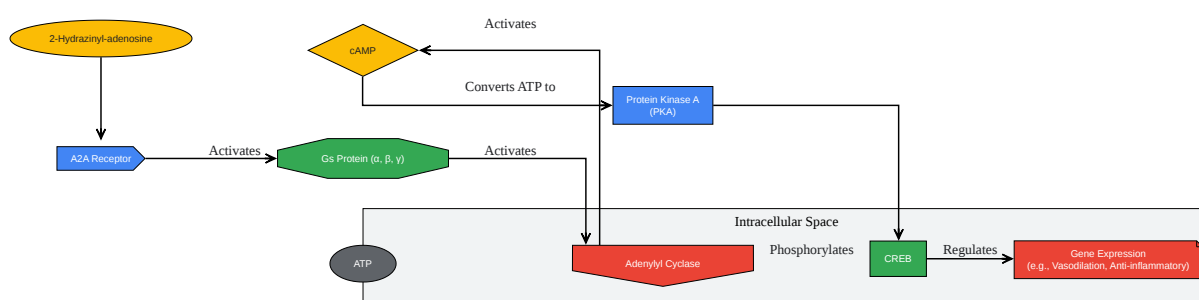 Activates
2-Hydrazinyl-adenosine
cAMP
Converts ATP to
Protein Kinase A
(PKA)
A2A Receptor
Activates
Gs Protein (α, β, γ)
Activates
Intracellular Space
ATP
Adenylyl Cyclase
Phosphorylates
CREB
Regulates
Gene Expression
(e.g., Vasodilation, Anti-inflammatory)